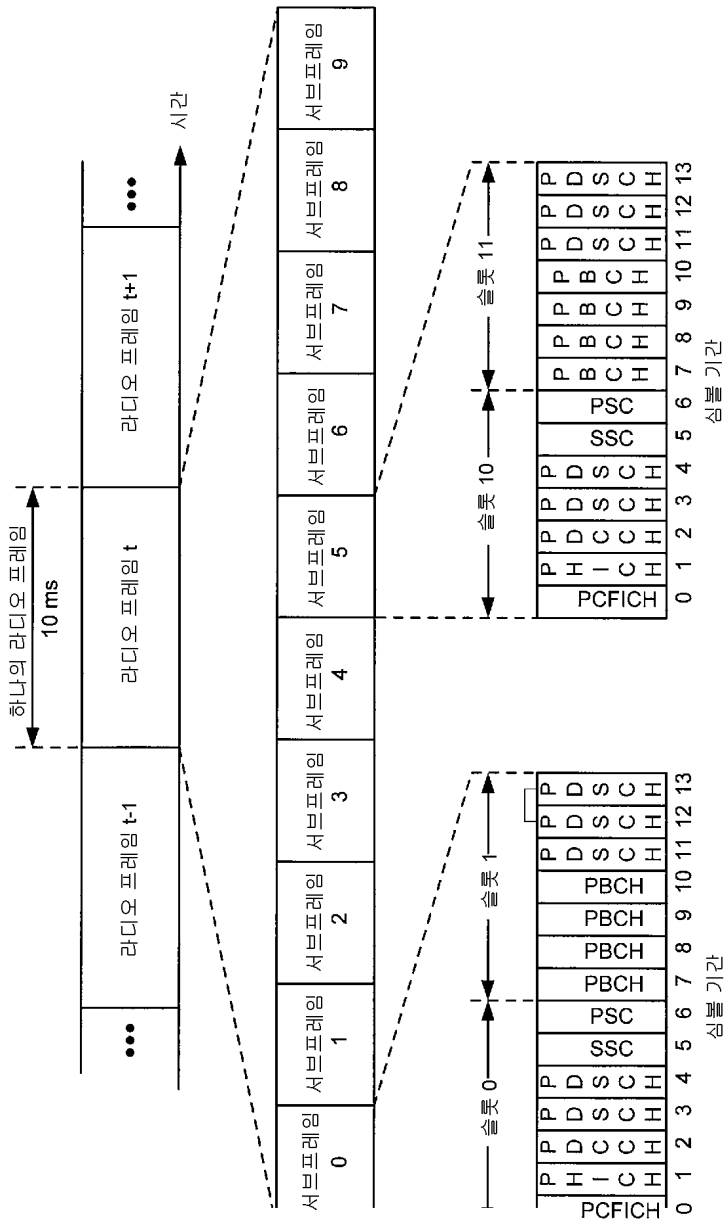 하나의 라디오 프레임
10 ms
라디오 프레임 t-1
라디오 프레임 t
라디오 프레임 t+1
시간
서브프레임 0
서브프레임 1
서브프레임 2
서브프레임 3
서브프레임 4
서브프레임 5
서브프레임 6
서브프레임 7
서브프레임 8
서브프레임 9
슬롯 0
슬롯 1
PCFICH
PHICH
PDCCH
PDSCH
PDSCH
SSC
PSC
PBCH
PBCH
PBCH
PBCH
PDSCH
PDSCH
PDSCH
0 1 2 3 4 5 6 7 8 9 10 11 12 13
심볼 기간
슬롯 10
슬롯 11
PCFICH
PHICH
PDCCH
PDSCH
PDSCH
SSC
PSC
PBCH
PBCH
PBCH
PBCH
PDSCH
PDSCH
PDSCH
0 1 2 3 4 5 6 7 8 9 10 11 12 13
심볼 기간